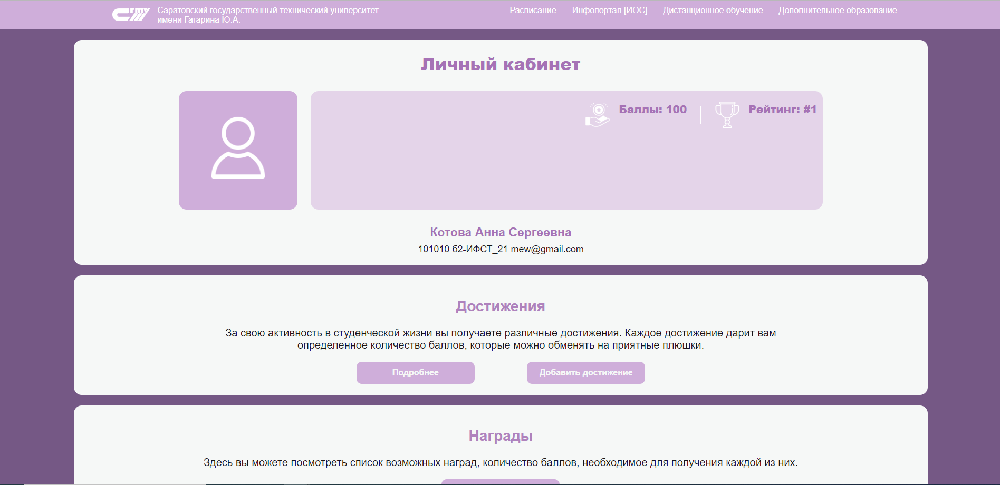 Саратовский государственный технический университет
имени Гагарина Ю.А.
Расписание
Инфопортал [ИОС]
Дистанционное обучение
Дополнительное образование
Личный кабинет
Баллы: 100
Рейтинг: #1
Котова Анна Сергеевна
101010 б2-ИФСТ_21 mew@gmail.com
Достижения
За свою активность в студенческой жизни вы получаете различные достижения. Каждое достижение дарит вам
определенное количество баллов, которые можно обменять на приятные плюшки.
Подробнее
Добавить достижение
Награды
Здесь вы можете посмотреть список возможных наград, количество баллов, необходимое для получения каждой из них.